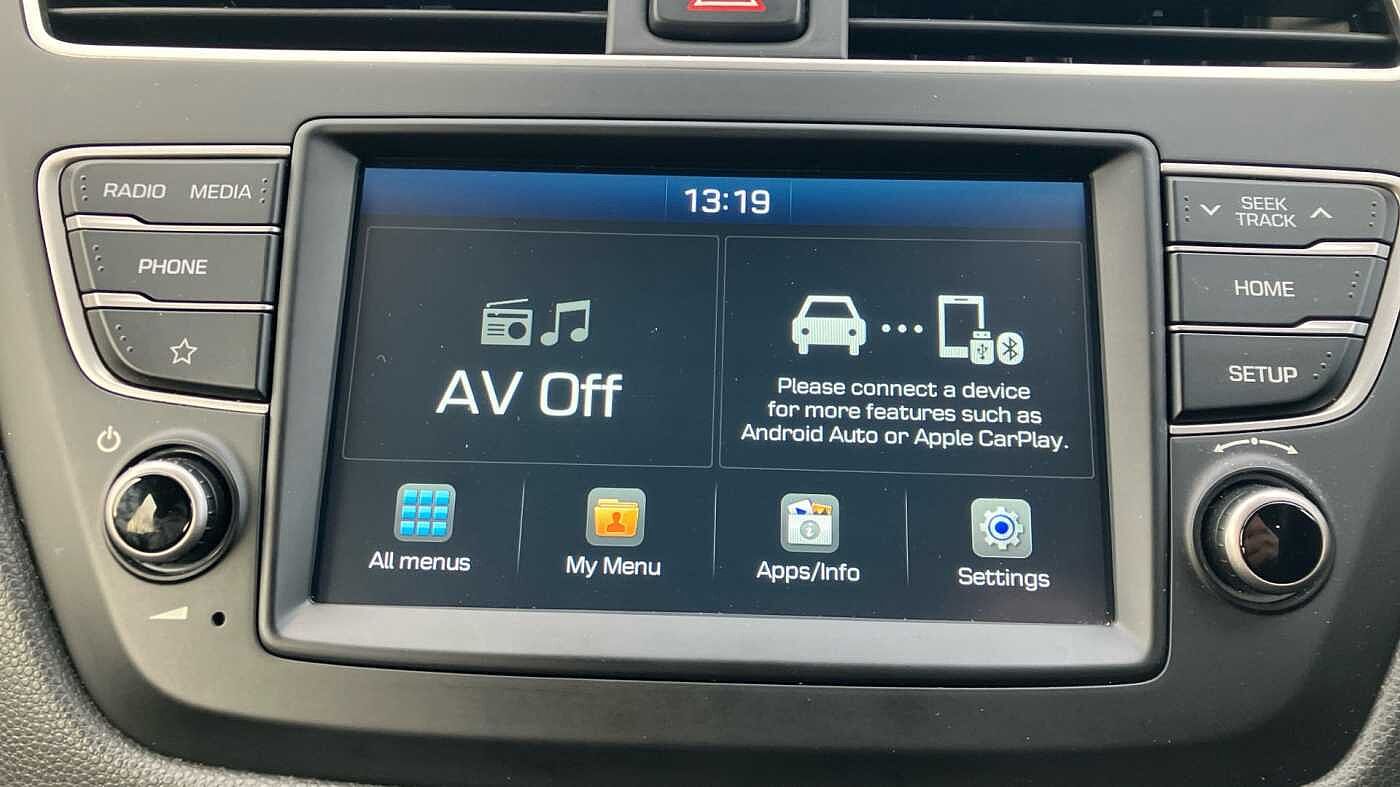 RADIO MEDIA
PHONE
13:19
AV Off
Please connect a device
for more features such as
Android Auto or Apple CarPlay.
All menus
My Menu
Apps/Info
Settings
SEEK
TRACK
HOME
SETUP